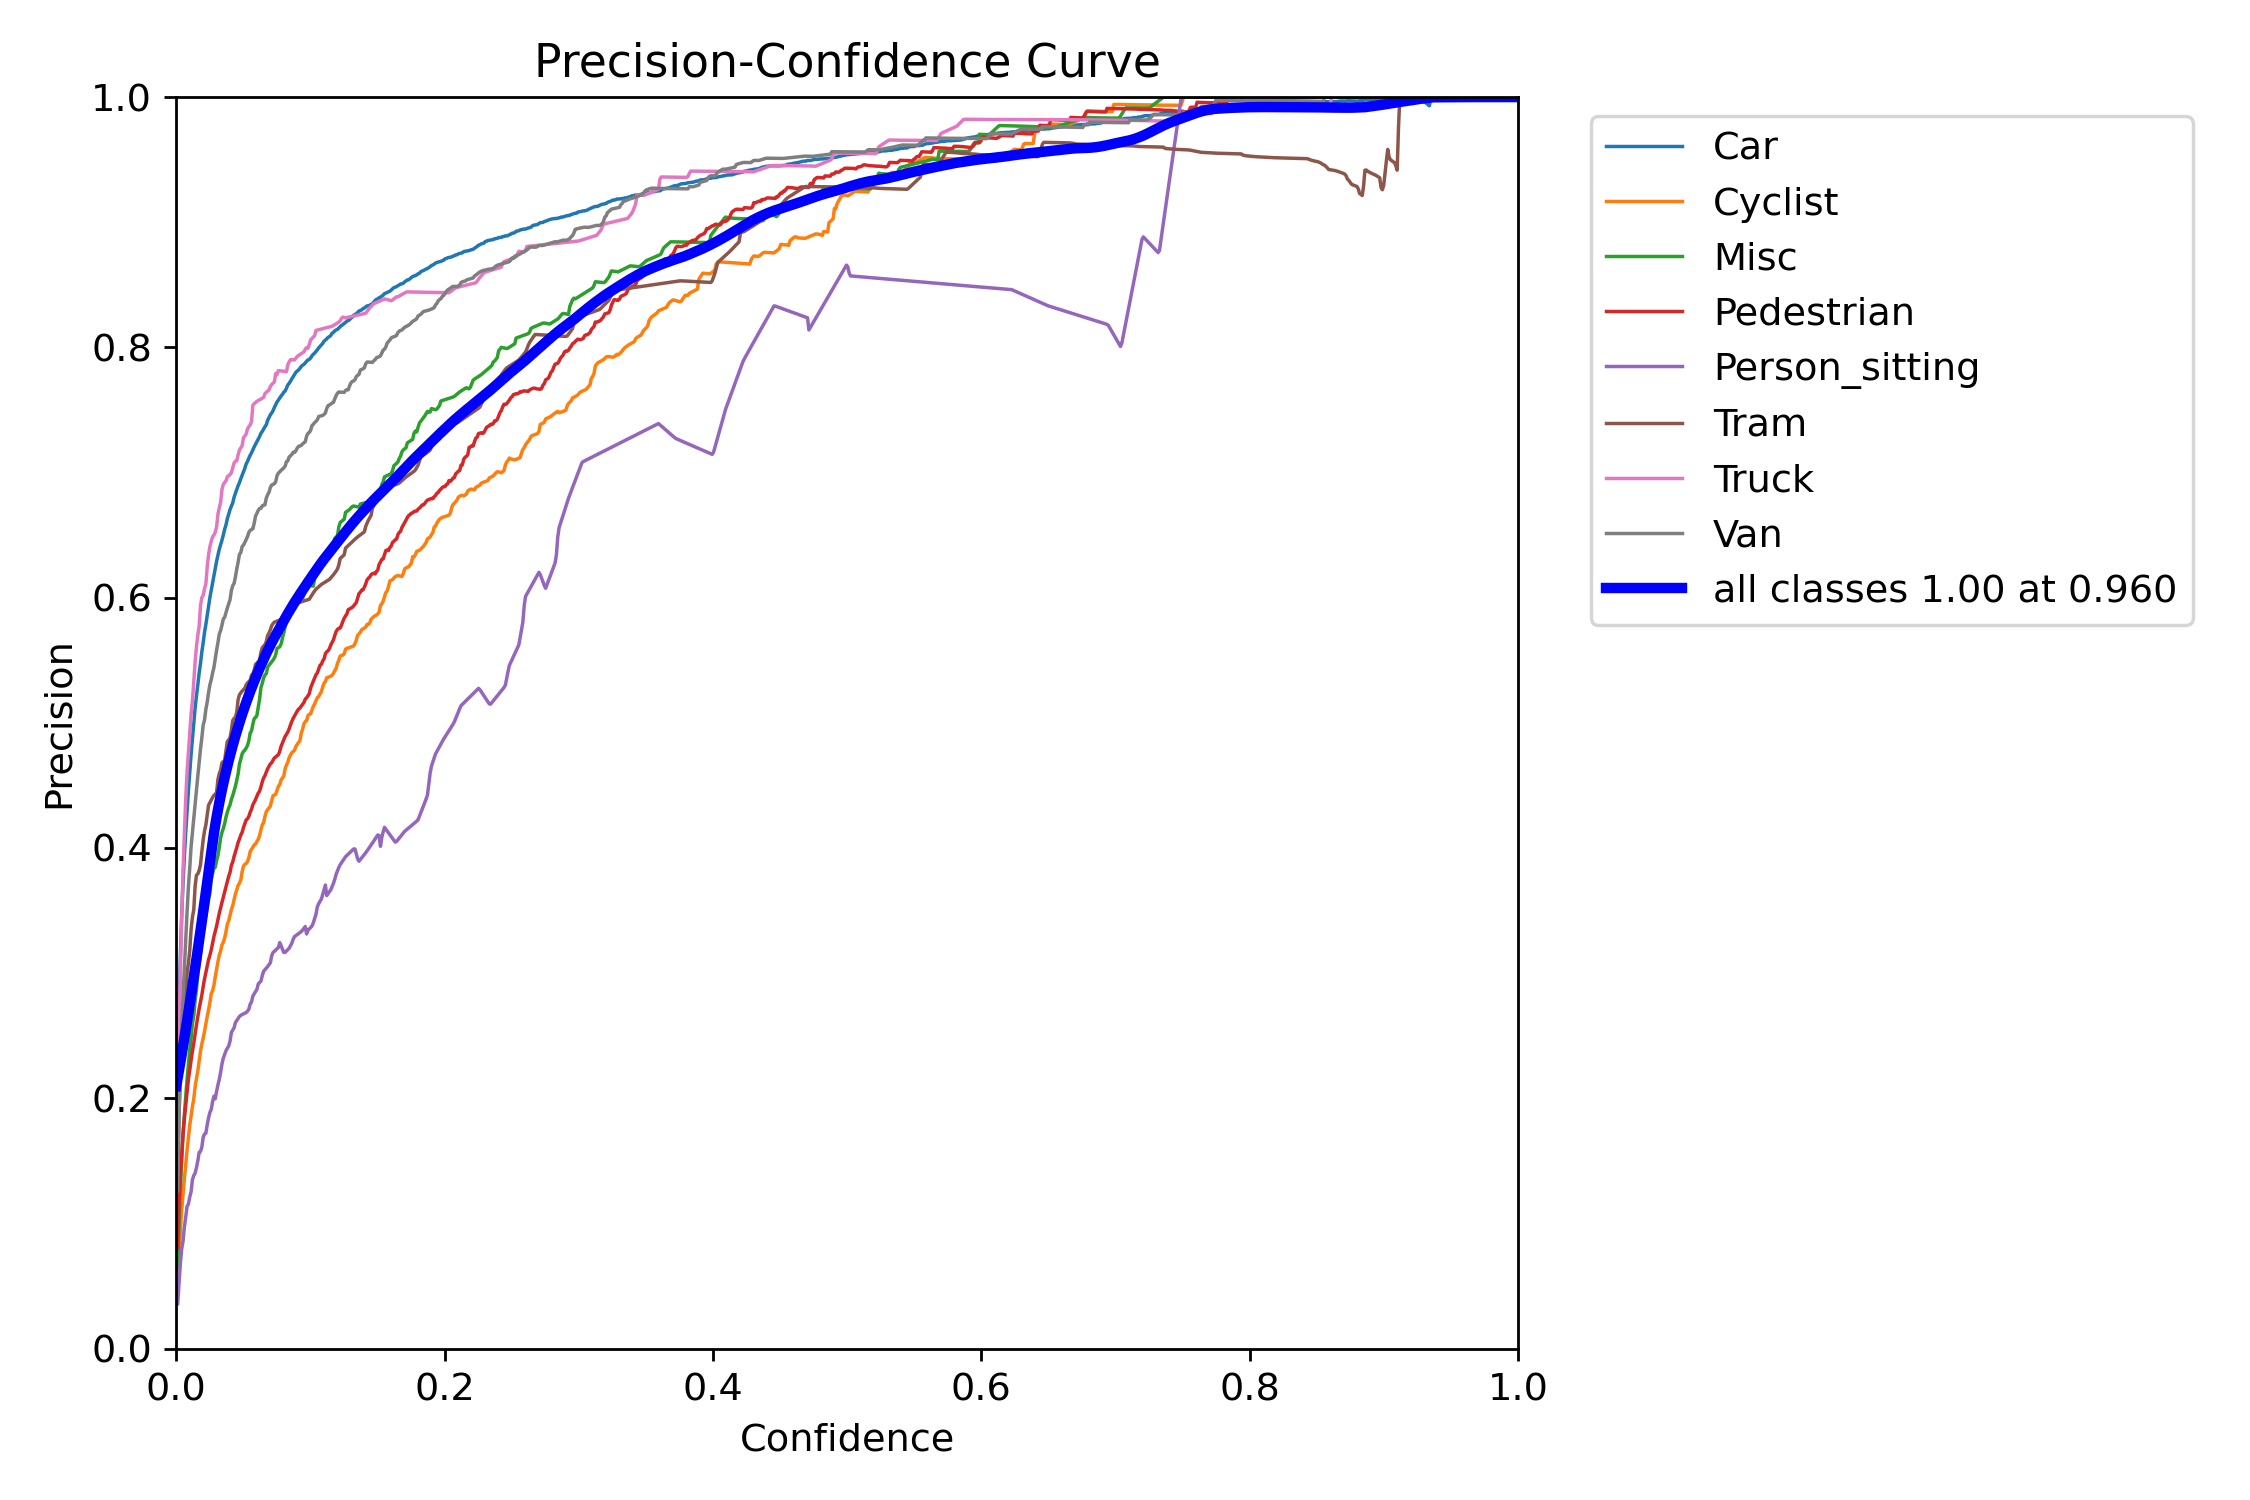 Precision-Confidence Curve
1.0
0.8
0.6
0.4
0.2
0.0
Precision
0.0 0.2 0.4 0.6 0.8 1.0
Confidence
Car
Cyclist
Misc
Pedestrian
Person_sitting
Tram
Truck
Van
all classes 1.00 at 0.960